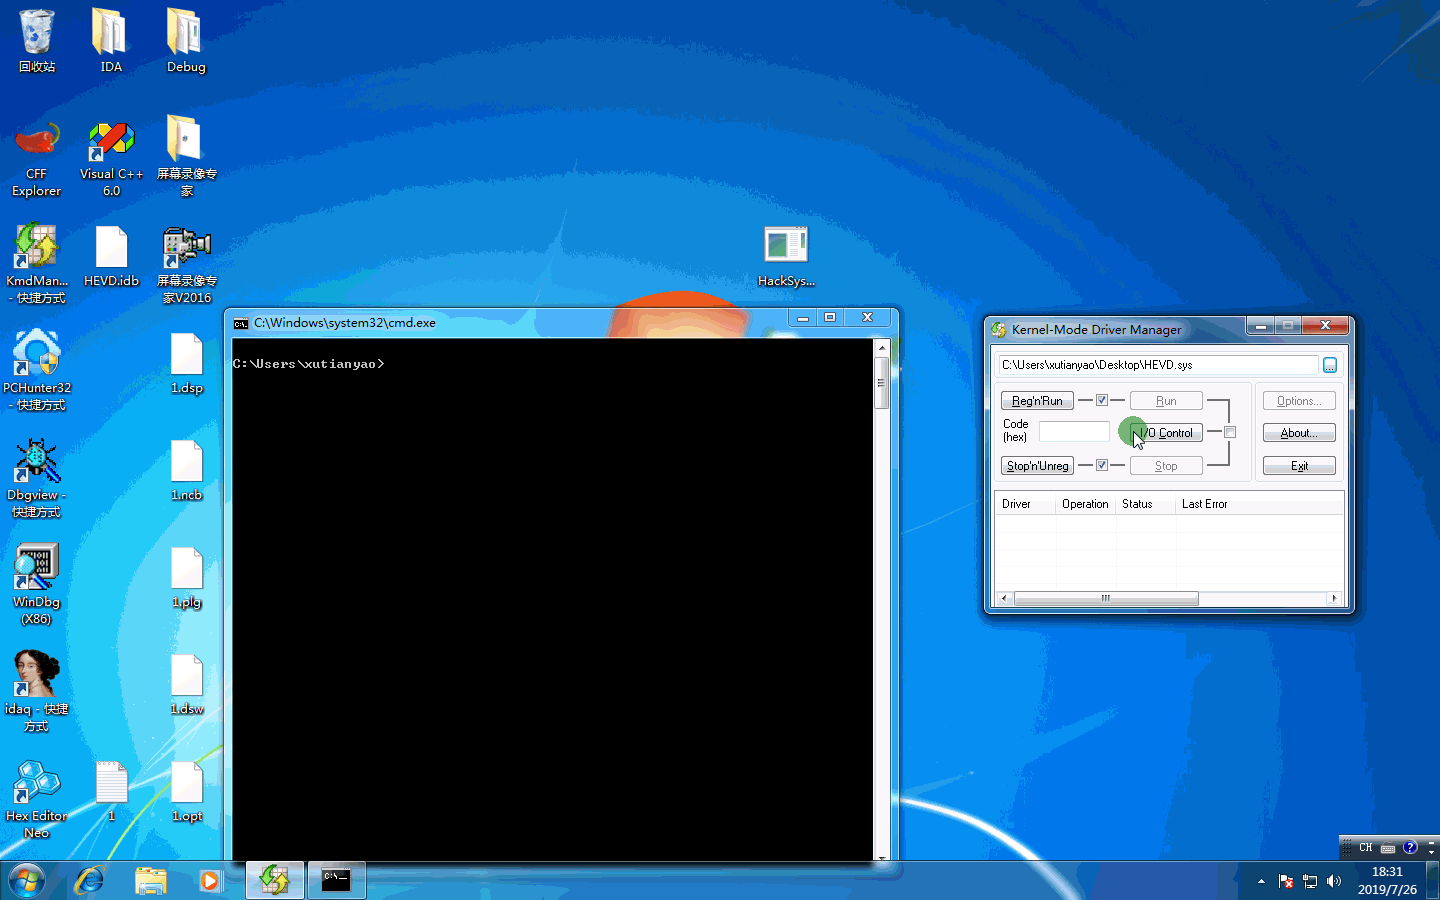 回收站
IDA
Debug
CFF
Explorer
Visual C++
6.0
屏幕录像专
家
KmdMan...
- 快捷方式
HEVD.idb
屏幕录像专
家V2016
HackSys...
PCHunter32
- 快捷方式
1.dsp
Dbgview -
快捷方式
1.ncb
WinDbg
(X86)
1.plg
idaq - 快捷
方式
1.dsw
Hex Editor
Neo
1
1.opt
C:\Windows\system32\cmd.exe
C:\Users\xutianyao>
Kernel-Mode Driver Manager
C:\Users\xutianyao\Desktop\HEVD.sys
...
Reg'n'Run
Run
Options...
Code
(hex)
I/O Control
About...
Stop'n'Unreg
Stop
Exit
Driver Operation Status Last Error
C:\_
CH
?
18:31
2019/7/26